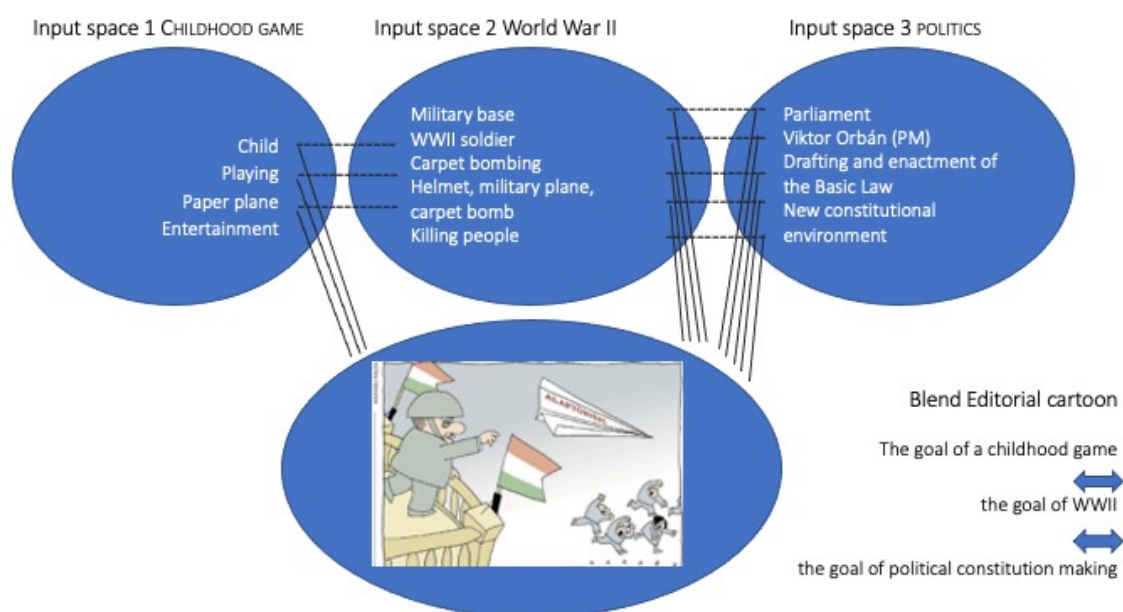 Input space 1 CHILDHOOD GAME
Input space 2 World War II
Input space 3 POLITICS
Child
Playing
Paper plane
Entertainment
Military base
WWII soldier
Carpet bombing
Helmet, military plane,
carpet bomb
Killing people
Parliament
Viktor Orbán (PM)
Drafting and enactment of
the Basic Law
New constitutional
environment
Blend Editorial cartoon
The goal of a childhood game
the goal of WWII
the goal of political constitution making